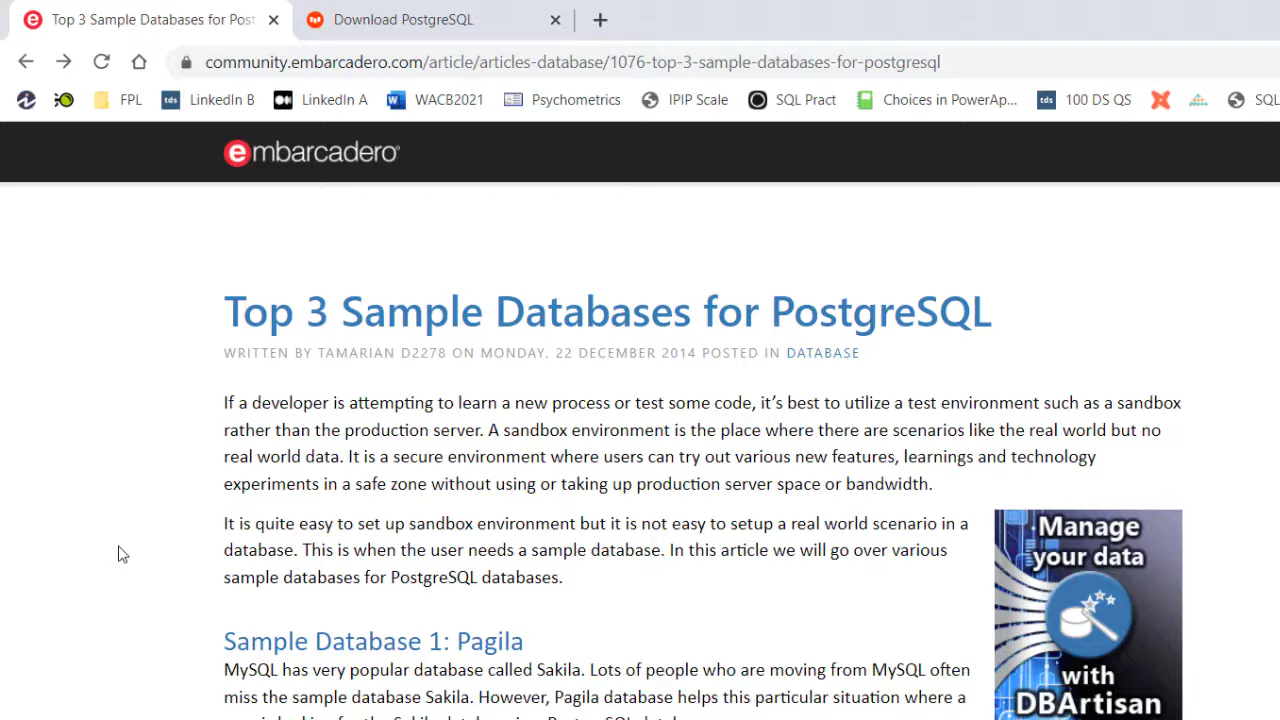 Top 3 Sample Databases for Post
Download PostgreSQL
community.embarcadero.com/article/articles-database/1076-top-3-sample-databases-for-postgresql
FPL
tds LinkedIn B
LinkedIn A
WACB2021
Psychometrics
IPIP Scale
SQL Pract
Choices in PowerAp...
tds 100 DS QS
SQL
embarcadero
Top 3 Sample Databases for PostgreSQL
WRITTEN BY TAMARIAN D2278 ON MONDAY, 22 DECEMBER 2014 POSTED IN DATABASE
If a developer is attempting to learn a new process or test some code, it’s best to utilize a test environment such as a sandbox
rather than the production server. A sandbox environment is the place where there are scenarios like the real world but no
real world data. It is a secure environment where users can try out various new features, learnings and technology
experiments in a safe zone without using or taking up production server space or bandwidth.
It is quite easy to set up sandbox environment but it is not easy to setup a real world scenario in a
database. This is when the user needs a sample database. In this article we will go over various
sample databases for PostgreSQL databases.
Manage
your data
with
DBArtisan
Sample Database 1: Pagila
MySQL has very popular database called Sakila. Lots of people who are moving from MySQL often
miss the sample database Sakila. However, Pagila database helps this particular situation where a